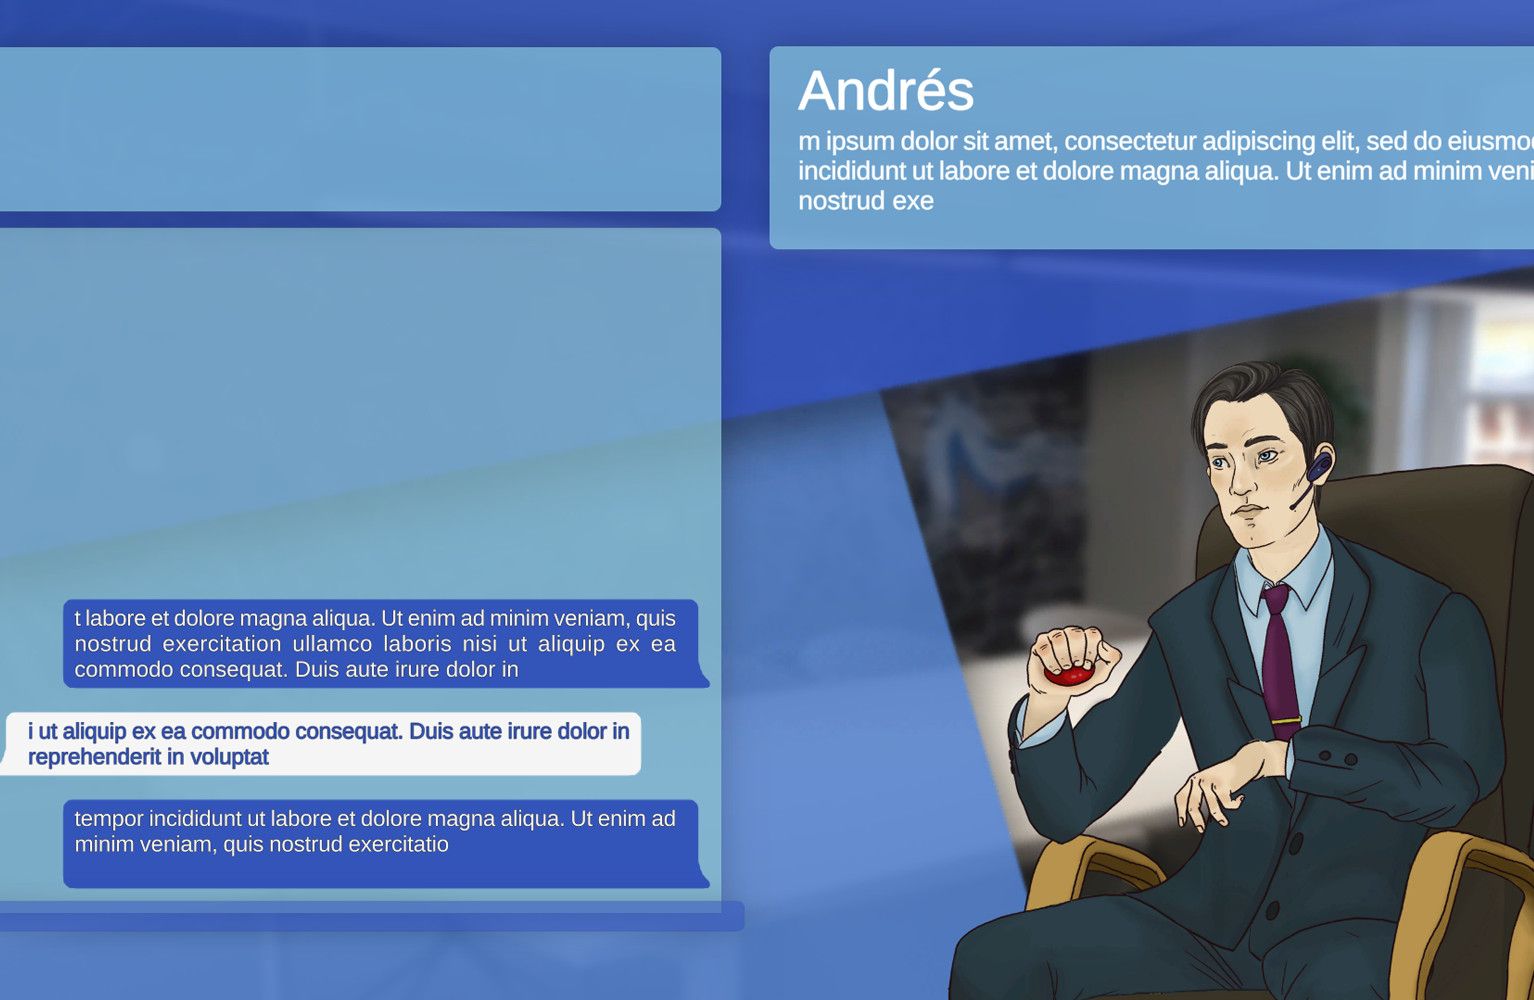 Andrés
m ipsum dolor sit amet, consectetur adipiscing elit, sed do
incididunt ut labore et dolore magna aliqua. Ut enim ad minim
nostrud exe
t labore et dolore magna aliqua. Ut enim ad minim veniam, quis
nostrud exercitation ullamco laboris nisi ut aliquip ex ea
commodo consequat. Duis aute irure dolor in
i ut aliquip ex ea commodo consequat. Duis aute irure dolor in
reprehenderit in voluptat
tempor incididunt ut labore et dolore magna aliqua. Ut enim ad
minim veniam, quis nostrud exercitatio